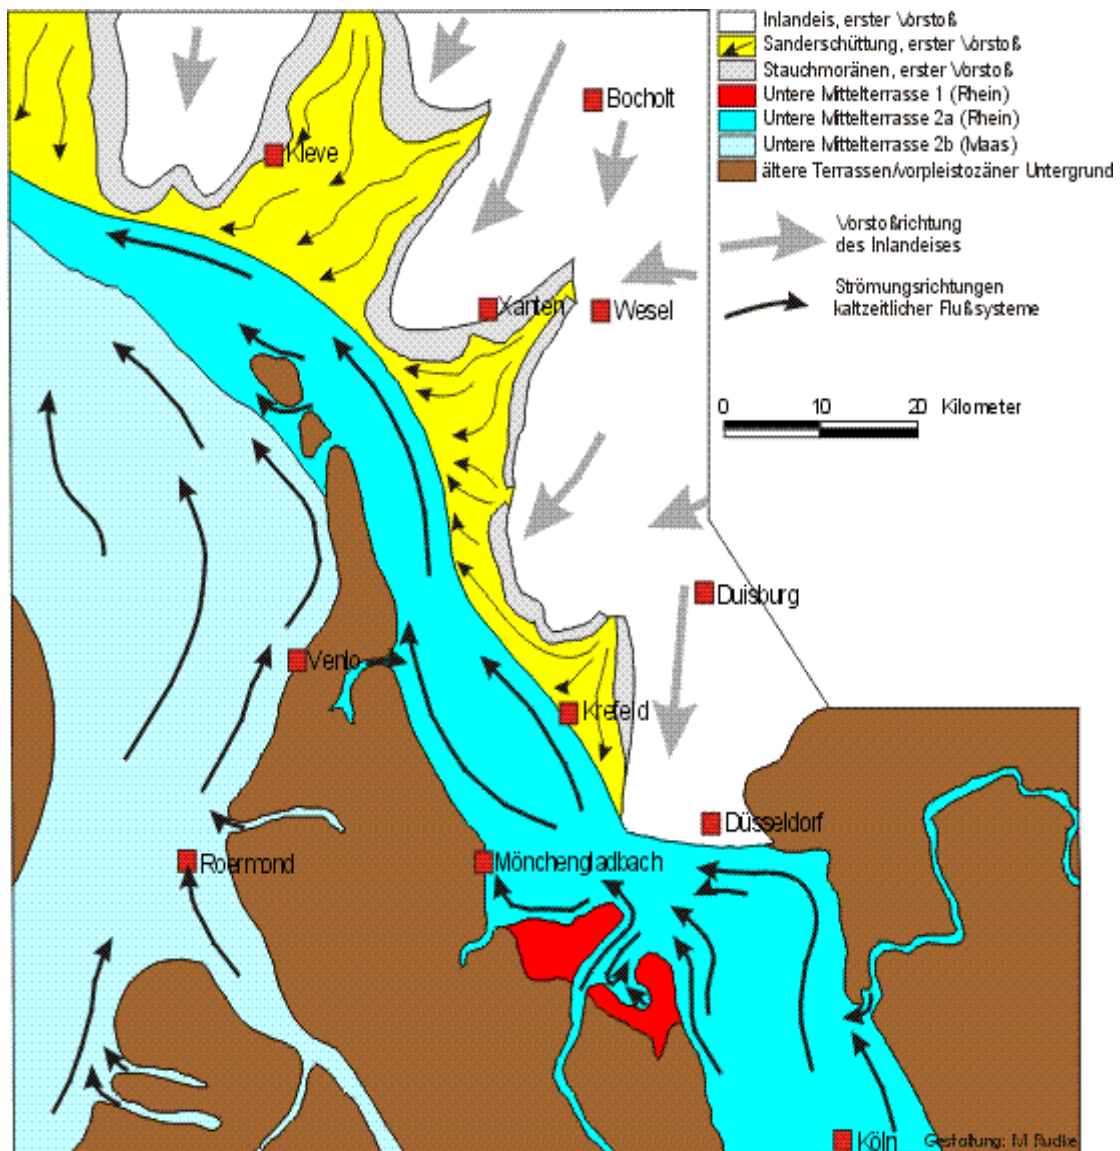 Inlandeis, erster Vorstoß
Sanderschüttung, erster Vorstoß
Stauchmoränen, erster Vorstoß
Untere Mittelterrasse 1 (Rhein)
Untere Mittelterrasse 2a (Rhein)
Untere Mittelterrasse 2b (Maas)
ältere Terrassen/vorpleistozäner Untergrund
Vorstoßrichtung
des Inlandeises
Strömungsrichtungen
kaltzeitlicher Flußsysteme
0 10 20 Kilometer
Bocholt
Kleve
Xanten
Wesel
Duisburg
Venlo
Krefeld
Düsseldorf
Roermond
Mönchengladbach
Köln
Gestaltung: M Rudke